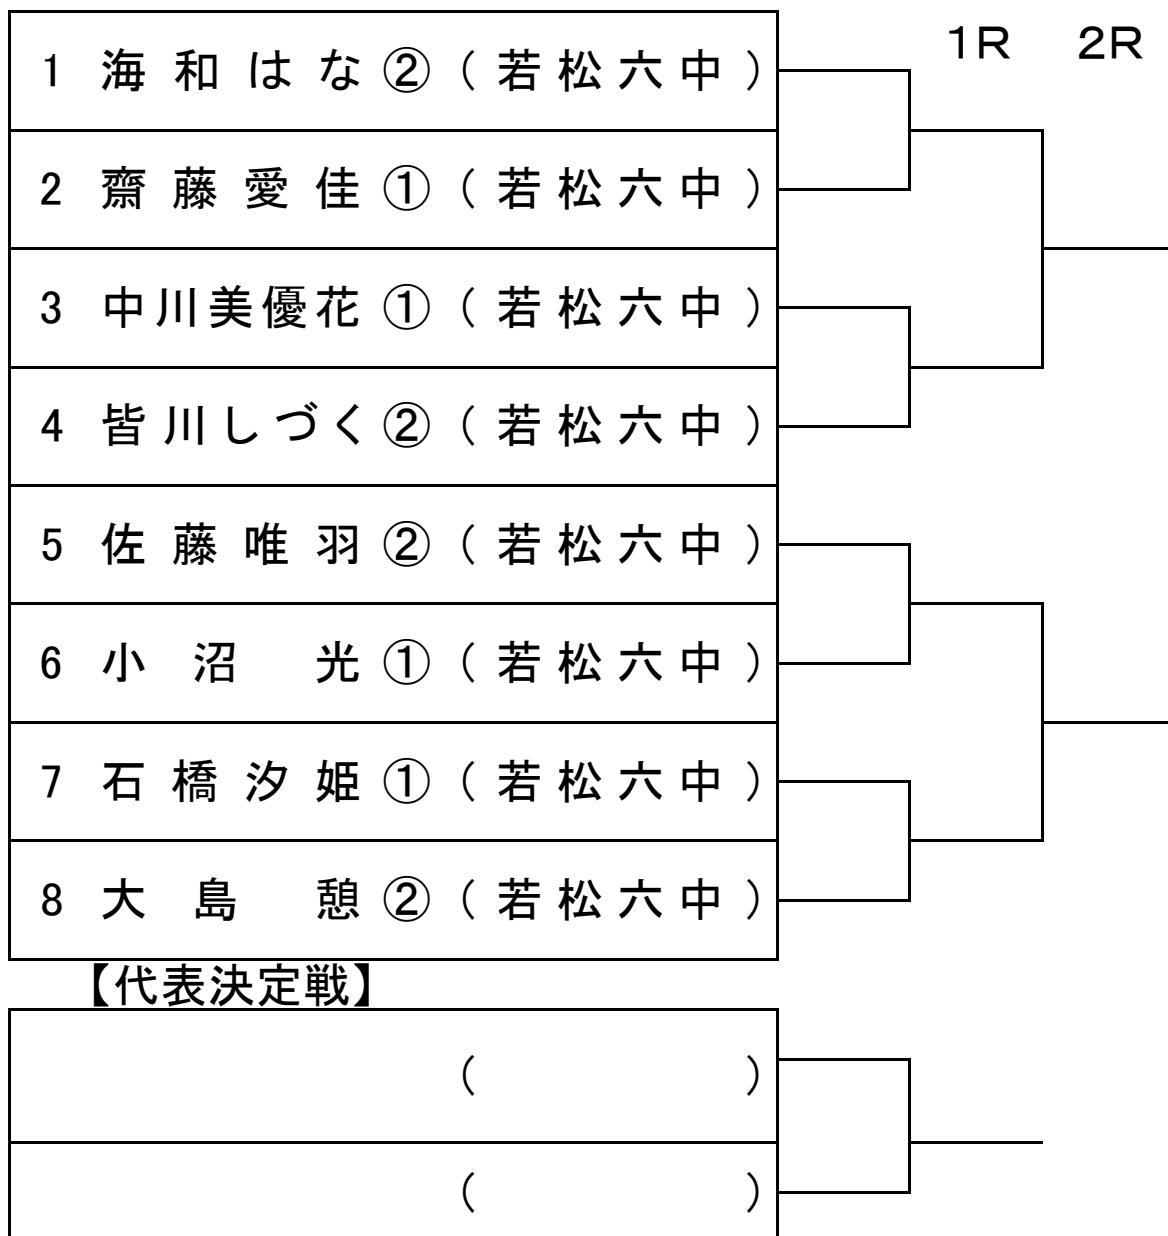 1R 2R
1 海和はな② (若松六中)
2 齋藤愛佳① (若松六中)
3 中川美優花① (若松六中)
4 皆川しづく② (若松六中)
5 佐藤唯羽② (若松六中)
6 小沼光① (若松六中)
7 石橋汐姫① (若松六中)
8 大島憩② (若松六中)
【代表決定戦】
( )
( )